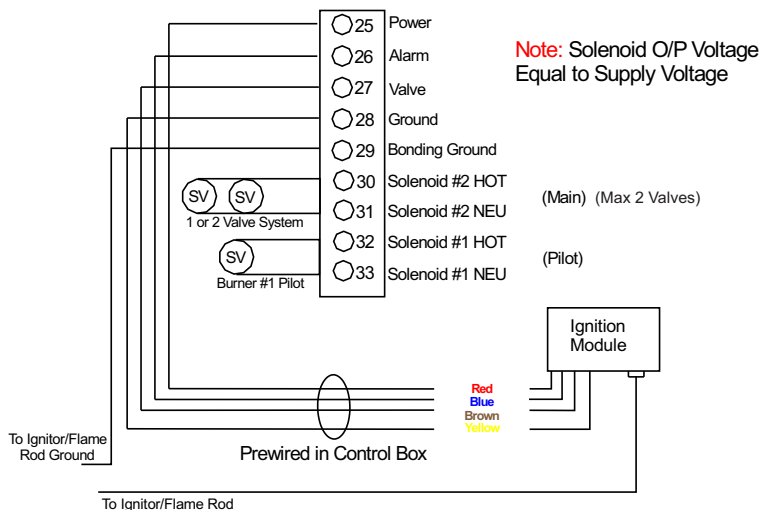 25 Power
26 Alarm
27 Valve
28 Ground
29 Bonding Ground
30 Solenoid #2 HOT
31 Solenoid #2 NEU
32 Solenoid #1 HOT
33 Solenoid #1 NEU
Note: Solenoid O/P Voltage
Equal to Supply Voltage
(Main) (Max 2 Valves)
(Pilot)
SV SV
1 or 2 Valve System
SV
Burner #1 Pilot
Ignition
Module
Red
Blue
Brown
Yellow
Prewired in Control Box
To Ignitor/Flame
Rod Ground
To Ignitor/Flame Rod